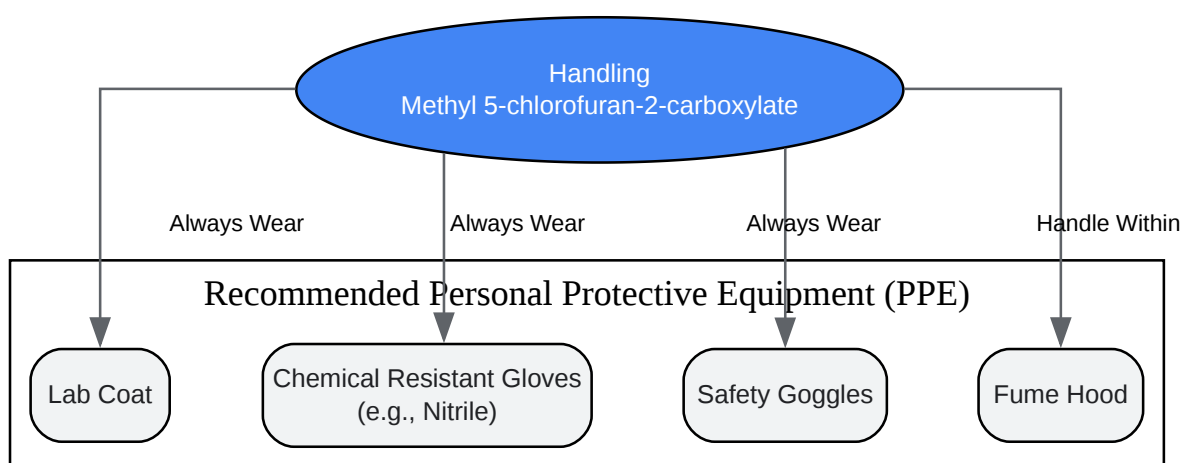 Handling
Methyl 5-chlorofuran-2-carboxylate
Always Wear
Always Wear
Always Wear
Handle Within
Recommended Personal Protective Equipment (PPE)
Lab Coat
Chemical Resistant Gloves
(e.g., Nitrile)
Safety Goggles
Fume Hood